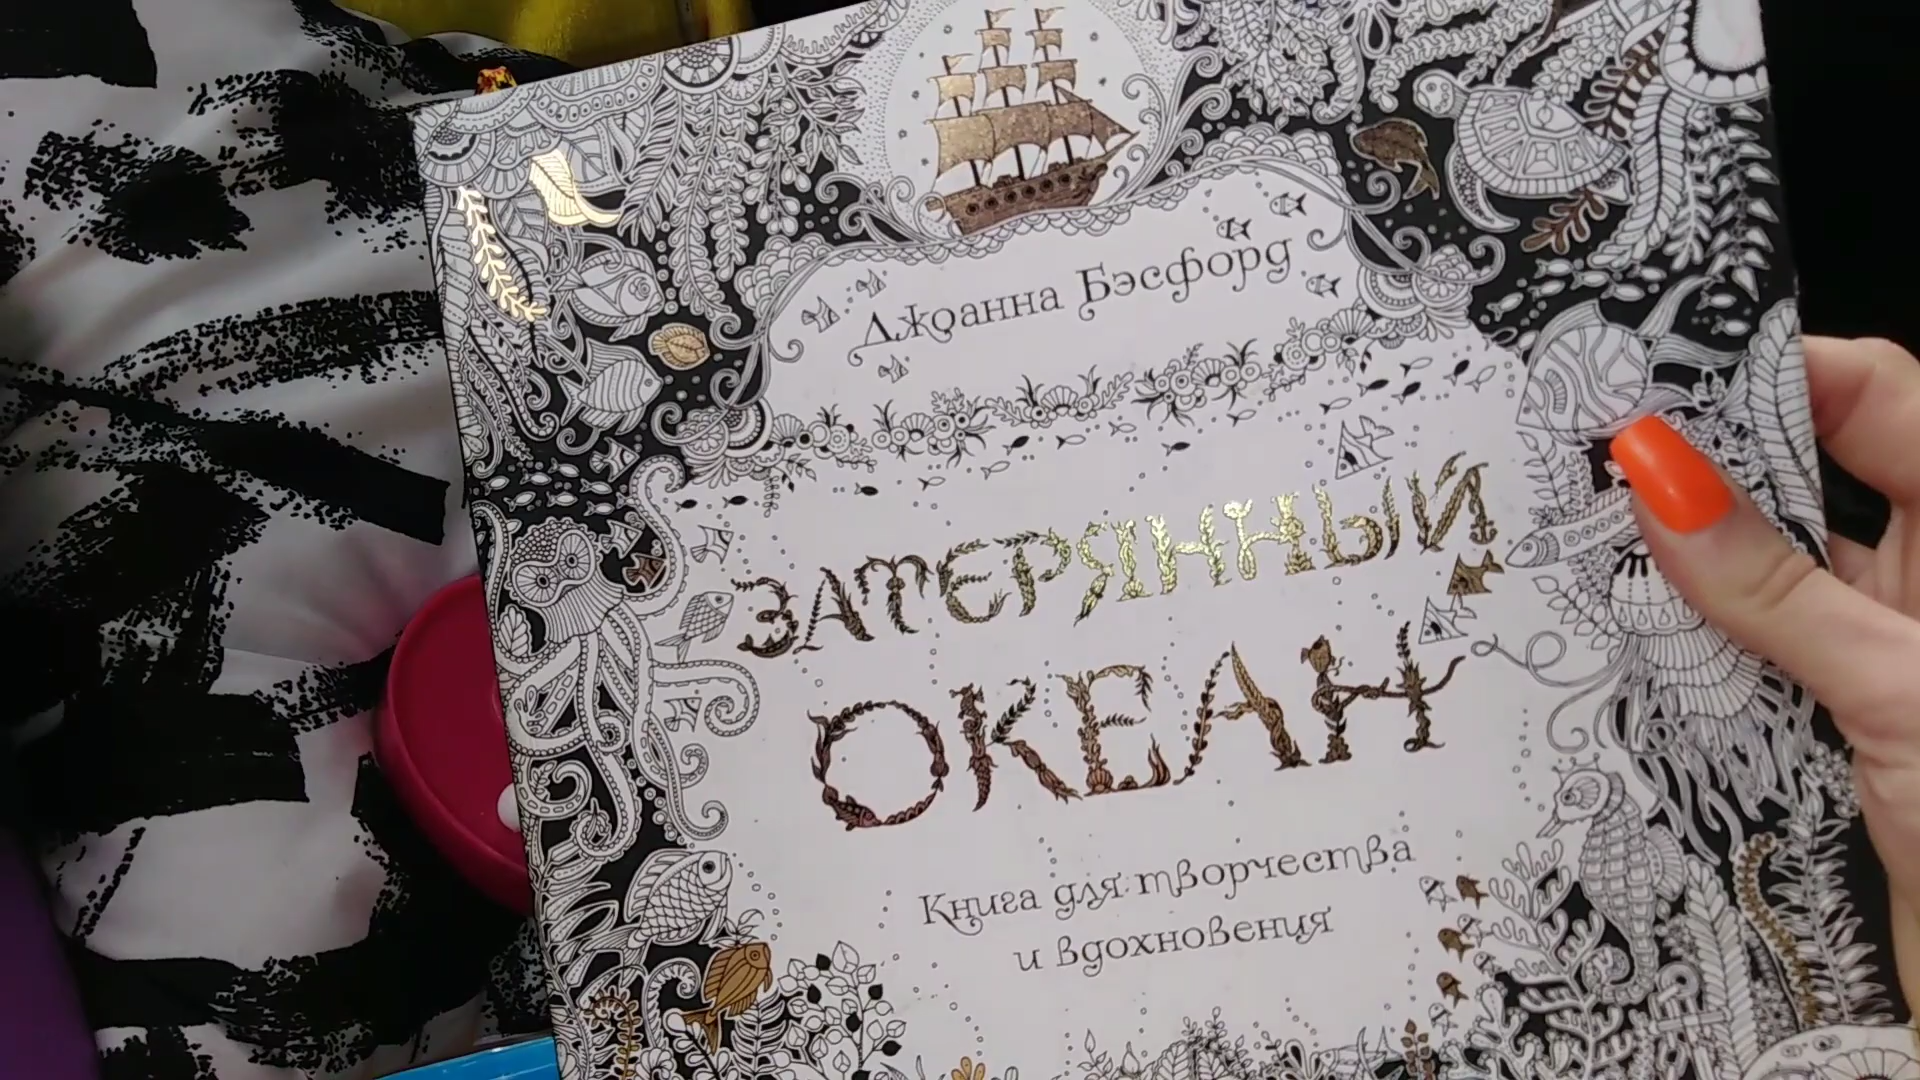 Джоанна Бэсфорд
ЗАТЕРЯННЫЙ
ОКЕАН
Книга для творчества
и вдохновения